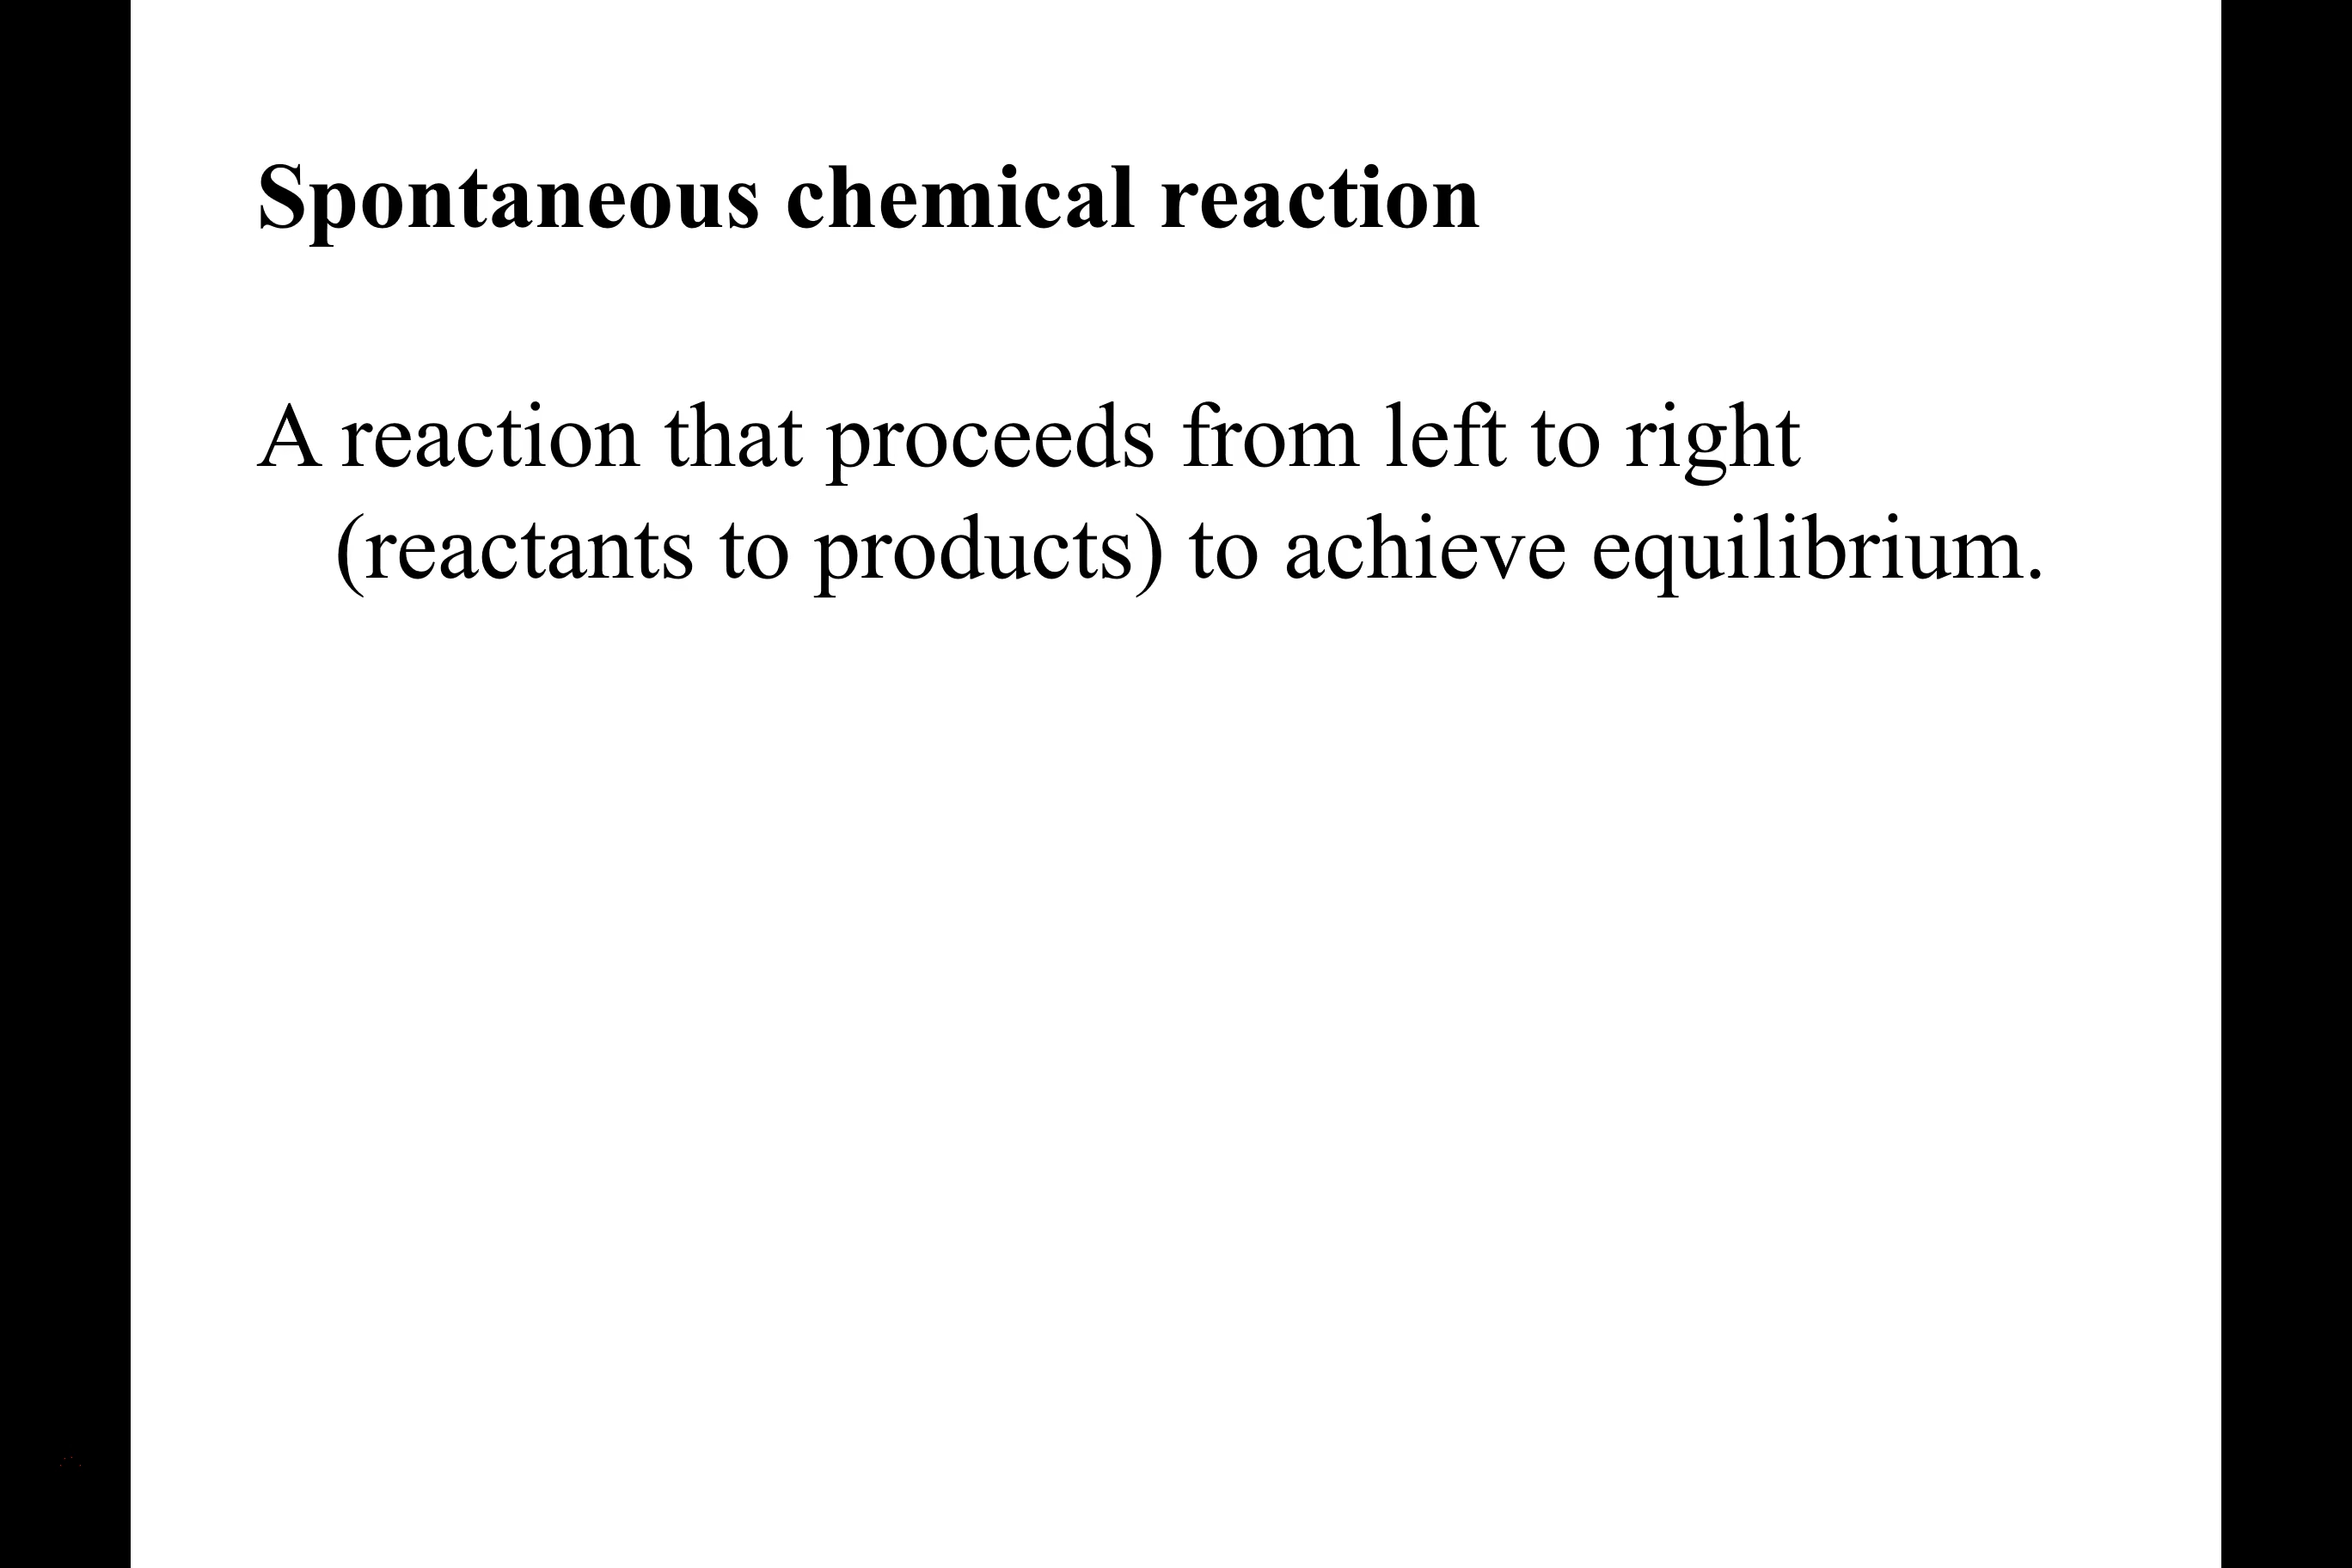 Spontaneous chemical reaction
A reaction that proceeds from left to right
(reactants to products) to achieve equilibrium.